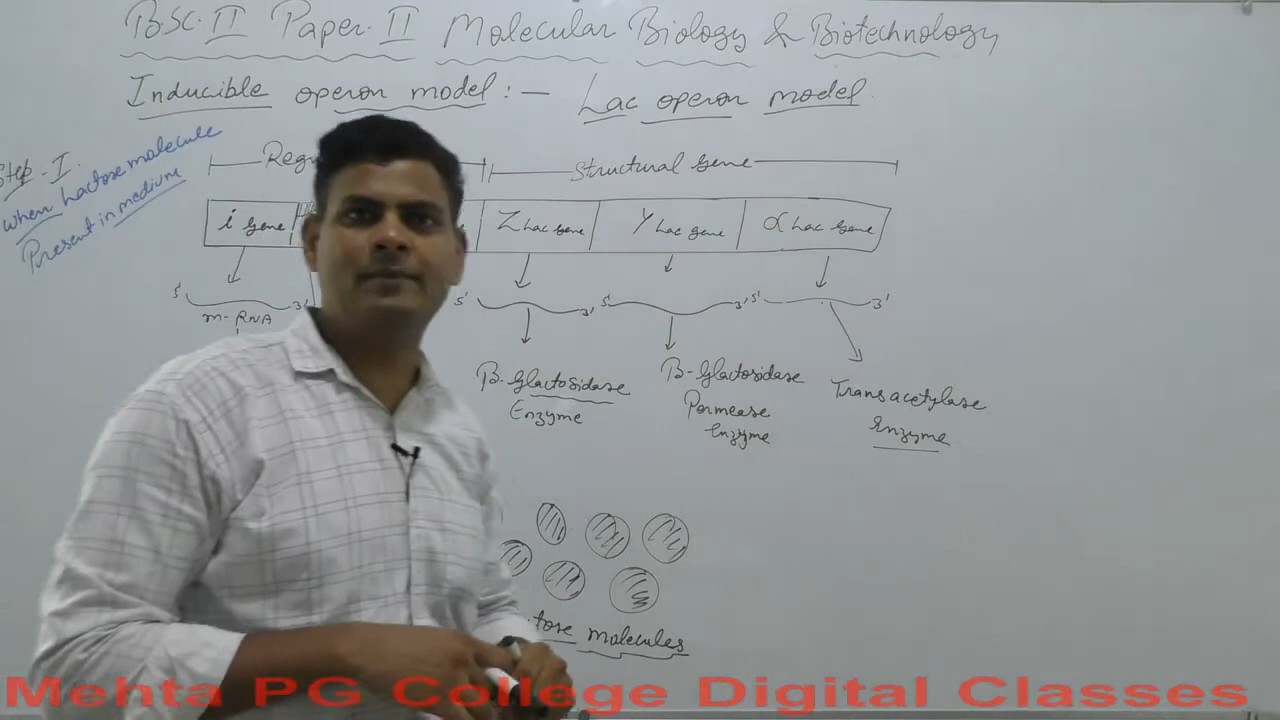 B.SC. II Paper. II Molecular Biology & Biotechnology
Inducible operon model :- Lac operon model
Step - I
when Lactose molecule
Present in medium
Structural Gene
i Gene
Z Lac Gene
Y Lac gene
α Lac Gene
5' 3'
m-RNA
5' 3'
5' 3'
5' 3'
B-Glactosidase
Enzyme
B-Glactosidase
Permease
Enzyme
Transacetylase
Enzyme
molecules
Mehta PG College Digital Classes